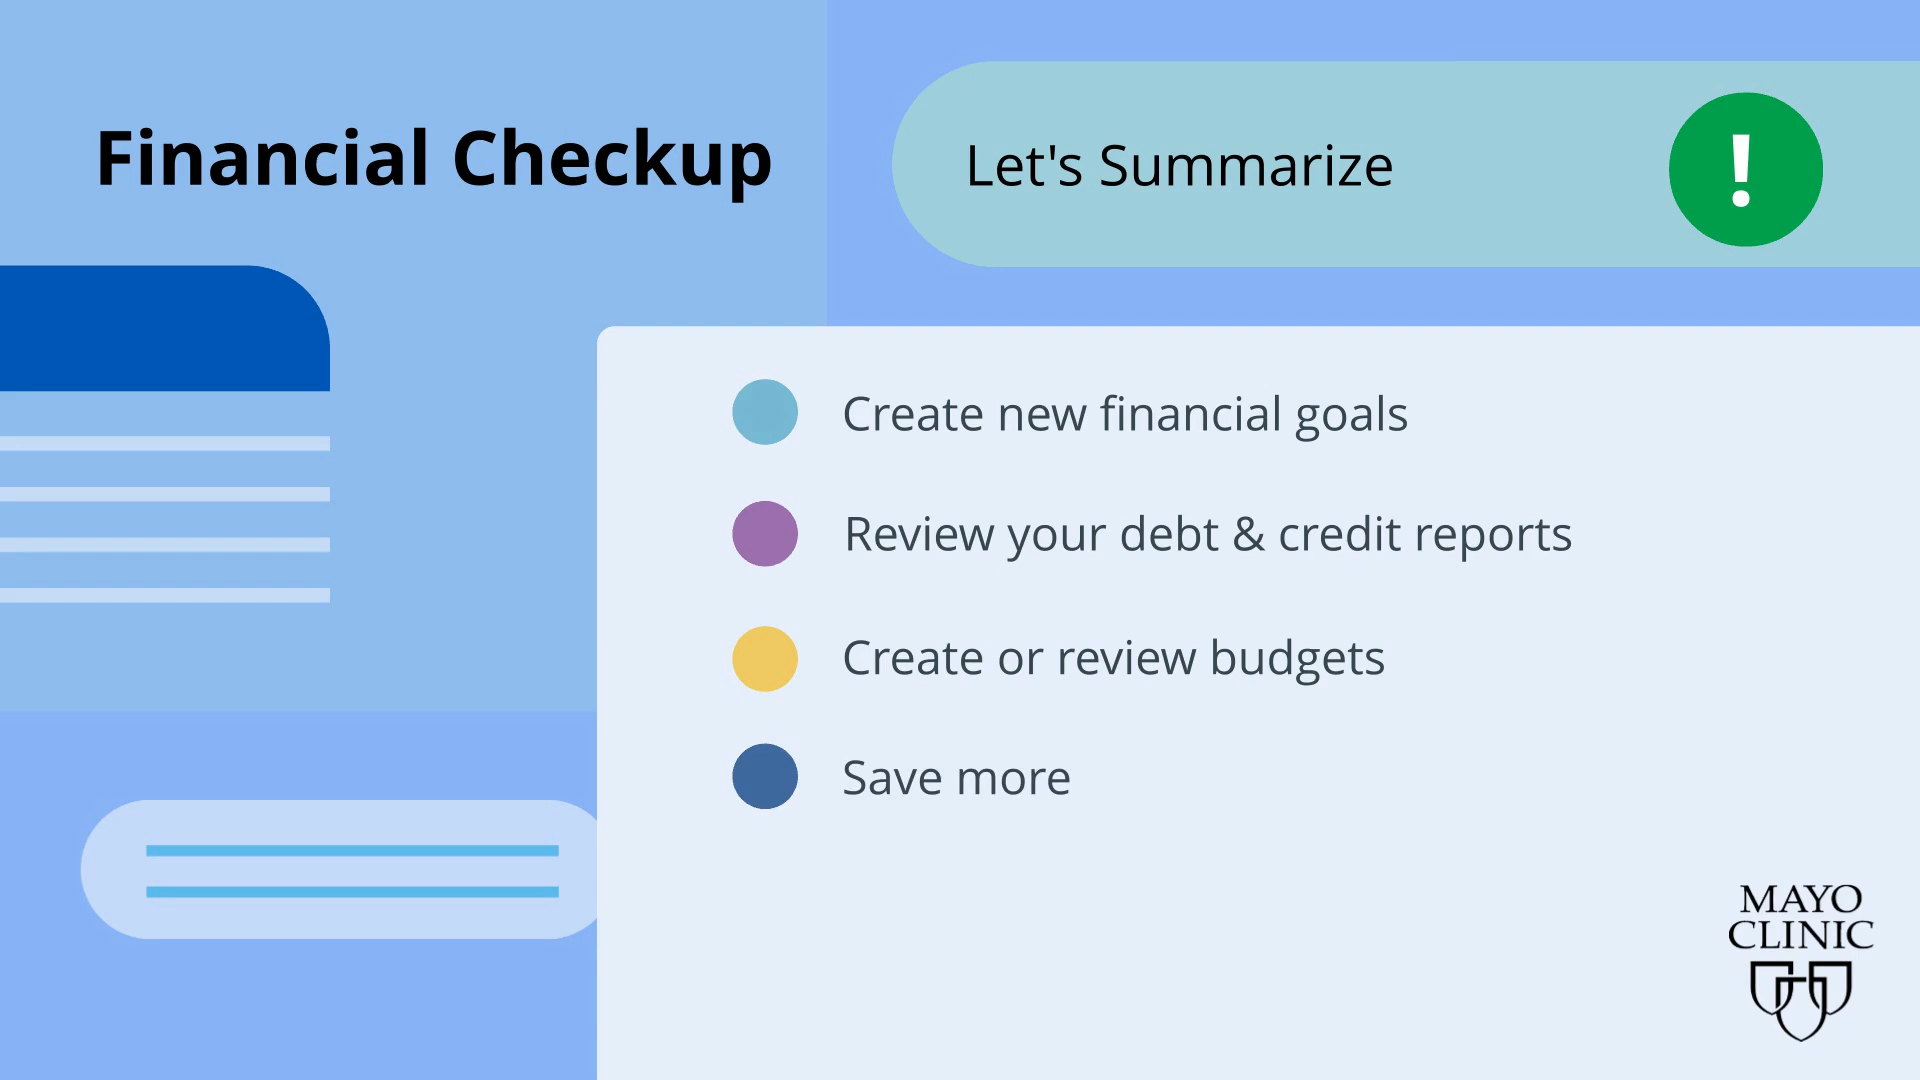 Financial Checkup
Let's Summarize
!
Create new financial goals
Review your debt & credit reports
Create or review budgets
Save more
MAYO
CLINIC